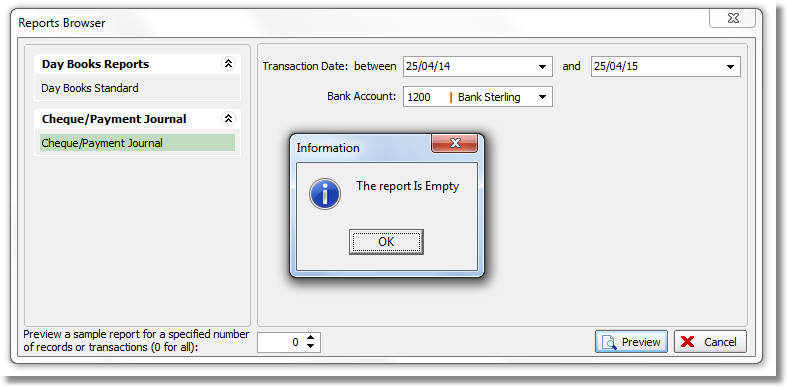 Reports Browser
Day Books Reports
Day Books Standard
Cheque/Payment Journal
Cheque/Payment Journal
Transaction Date: between 25/04/14 and 25/04/15
Bank Account: 1200 | Bank Sterling
Information
The report Is Empty
OK
Preview a sample report for a specified number
of records or transactions (0 for all): 0
Preview Cancel